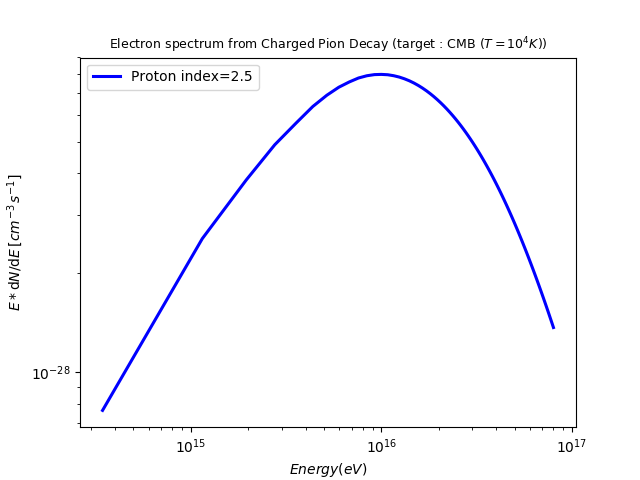 Electron spectrum from Charged Pion Decay (target : CMB (T = 10⁴K))
Proton index=2.5
E * dN/dE [cm⁻³ s⁻¹]
10⁻²⁸
10¹⁵ 10¹⁶ 10¹⁷
Energy(eV)